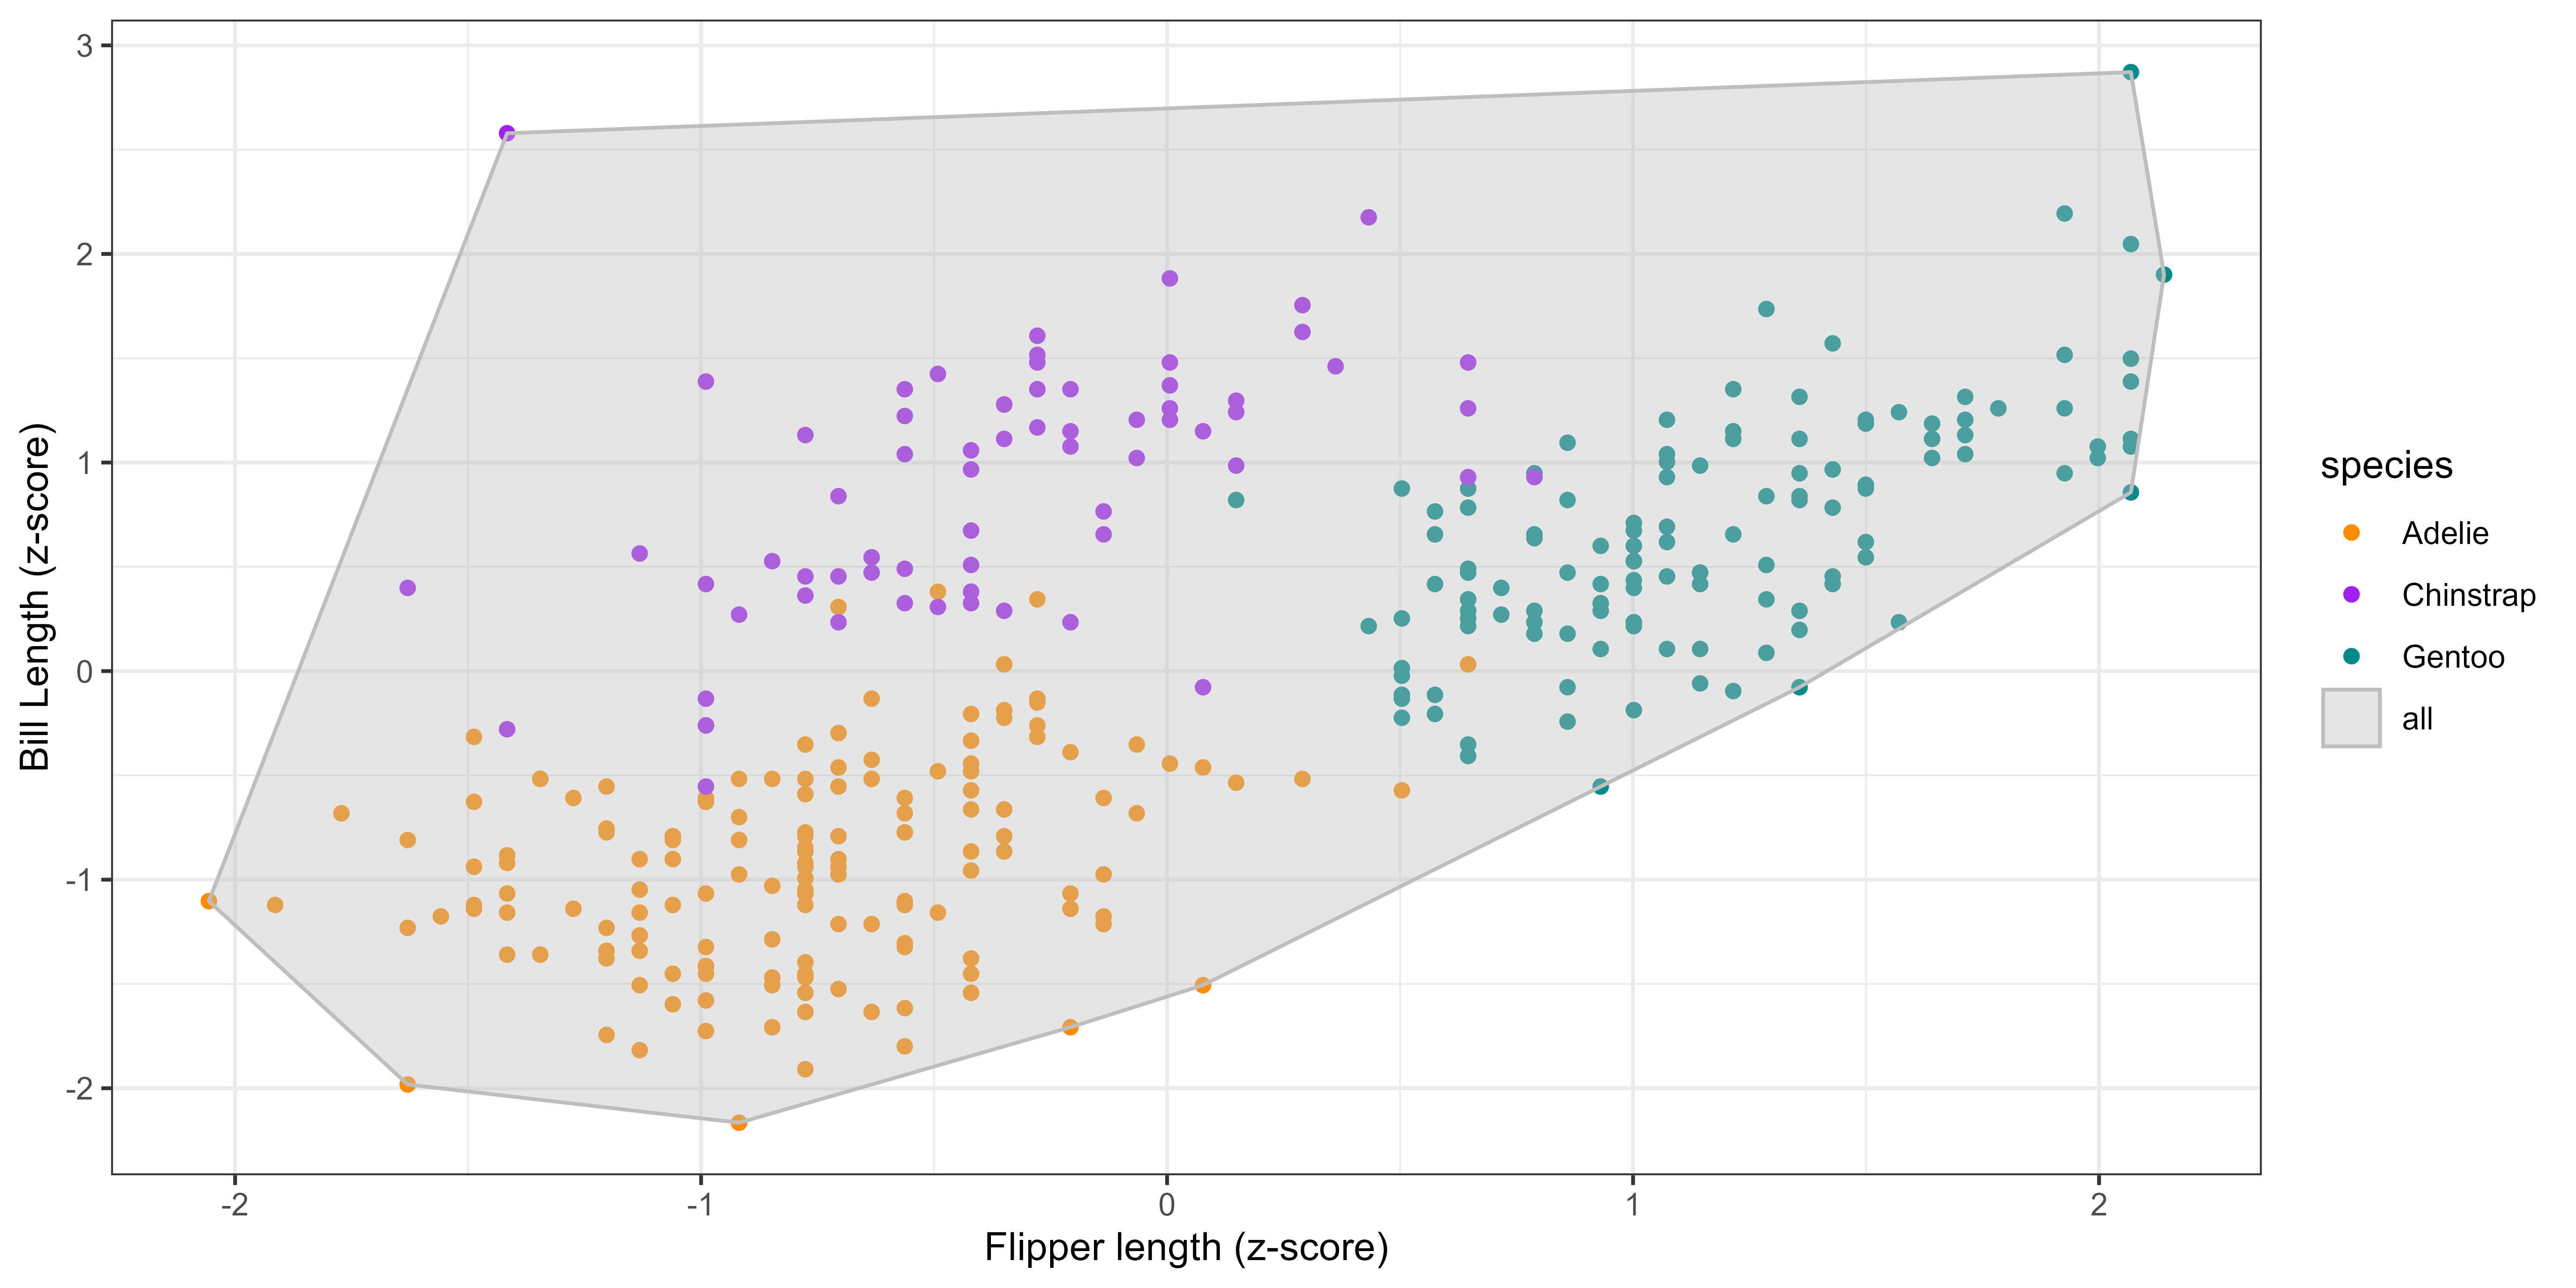 3
2
1
0
-1
-2
Bill Length (z-score)
-2
-1
0
1
2
Flipper length (z-score)
species
Adelie
Chinstrap
Gentoo
all